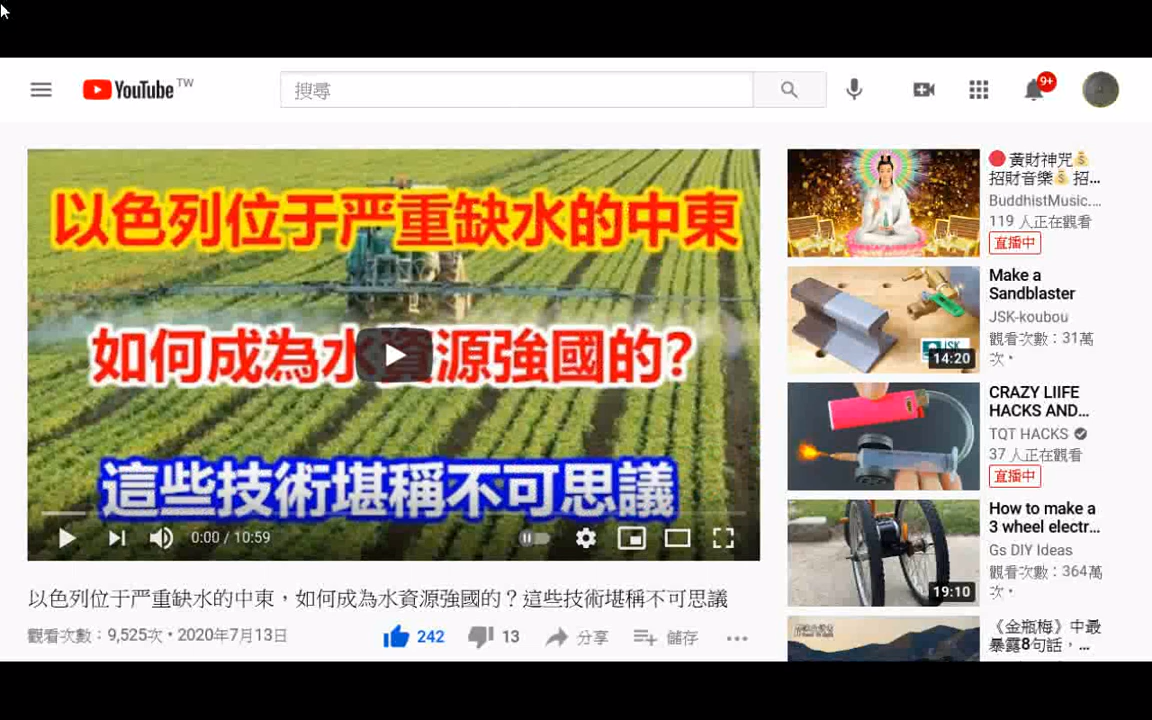 YouTube TW
搜尋
9+
以色列位于严重缺水的中東
如何成為水資源強國的?
這些技術堪稱不可思議
0:00 / 10:59
以色列位于严重缺水的中東，如何成為水資源強國的？這些技術堪稱不可思議
觀看次數：9,525次 • 2020年7月13日
242
13
分享
儲存
黃財神咒
招財音樂 招...
BuddhistMusic....
119 人正在觀看
直播中
JSK
14:20
Make a
Sandblaster
JSK-koubou
觀看次數：31萬
次 •
CRAZY LIIFE
HACKS AND...
TQT HACKS
37 人正在觀看
直播中
19:10
How to make a
3 wheel electr...
Gs DIY Ideas
觀看次數：364萬
次 •
《金瓶梅》中最
暴露8句話，...